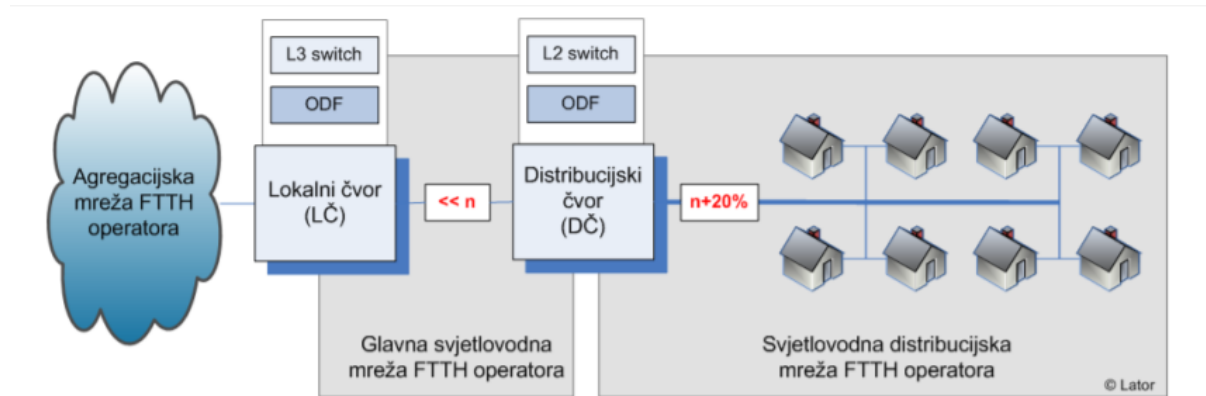 L3 switch
ODF
L2 switch
ODF
Agregacijska
mreža FTTH
operatora
Lokalni čvor
(LČ)
<< n
Distribucijski
čvor
(DČ)
n+20%
Glavna svjetlovodna
mreža FTTH operatora
Svjetlovodna distribucijska
mreža FTTH operatora
© Lator